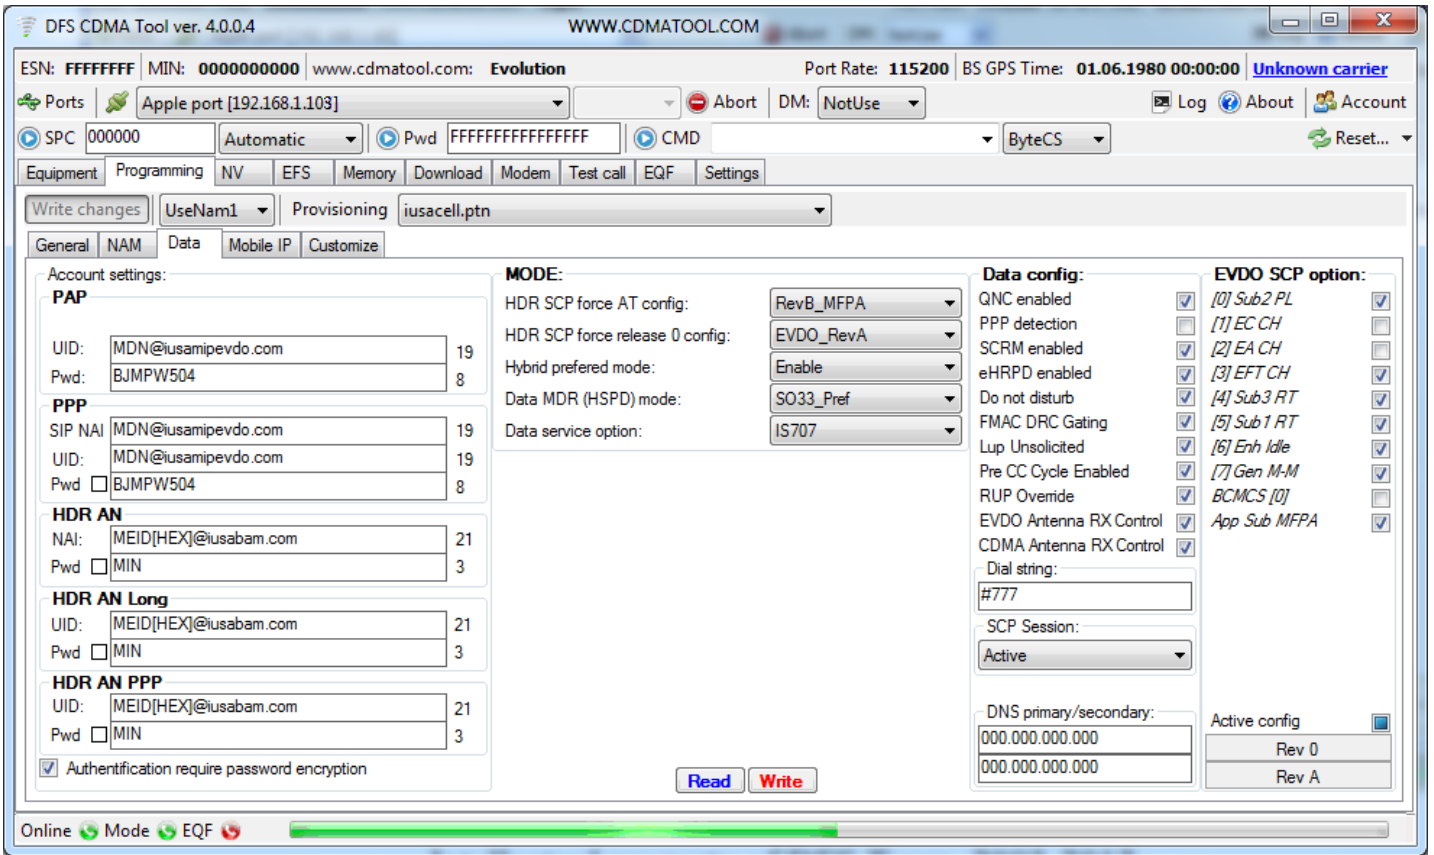 DFS CDMA Tool ver. 4.0.0.4 WWW.CDMATOOL.COM
ESN: FFFFFFFF MIN: 0000000000 www.cdmatool.com: Evolution Port Rate: 115200 BS GPS Time: 01.06.1980 00:00:00 Unknown carrier
Ports Apple port [192.168.1.103] Abort DM: NotUse Log About Account
SPC 000000 Automatic Pwd FFFFFFFFFFFFFFFF CMD ByteCS Reset...
Equipment Programming NV EFS Memory Download Modem Test call EQF Settings
Write changes UseNam1 Provisioning iusacell.ptn
General NAM Data Mobile IP Customize
Account settings:
PAP
UID: MDN@iusamipevdo.com 19
Pwd: BJMPW504 8
PPP
SIP NAI MDN@iusamipevdo.com 19
UID: MDN@iusamipevdo.com 19
Pwd BJMPW504 8
HDR AN
NAI: MEID[HEX]@iusabam.com 21
Pwd MIN 3
HDR AN Long
UID: MEID[HEX]@iusabam.com 21
Pwd MIN 3
HDR AN PPP
UID: MEID[HEX]@iusabam.com 21
Pwd MIN 3
Authentification require password encryption
MODE:
HDR SCP force AT config: RevB_MFPA
HDR SCP force release 0 config: EVDO_RevA
Hybrid prefered mode: Enable
Data MDR (HSPD) mode: SO33_Pref
Data service option: IS707
Read Write
Data config:
QNC enabled
PPP detection
SCRM enabled
eHRPD enabled
Do not disturb
FMAC DRC Gating
Lup Unsolicited
Pre CC Cycle Enabled
RUP Override
EVDO Antenna RX Control
CDMA Antenna RX Control
Dial string:
#777
SCP Session:
Active
DNS primary/secondary:
000.000.000.000
000.000.000.000
EVDO SCP option:
[0] Sub2 PL
[1] EC CH
[2] EA CH
[3] EFT CH
[4] Sub3 RT
[5] Sub1 RT
[6] Enh Idle
[7] Gen M-M
BCMCS [0]
App Sub MFPA
Active config
Rev 0
Rev A
Online Mode EQF